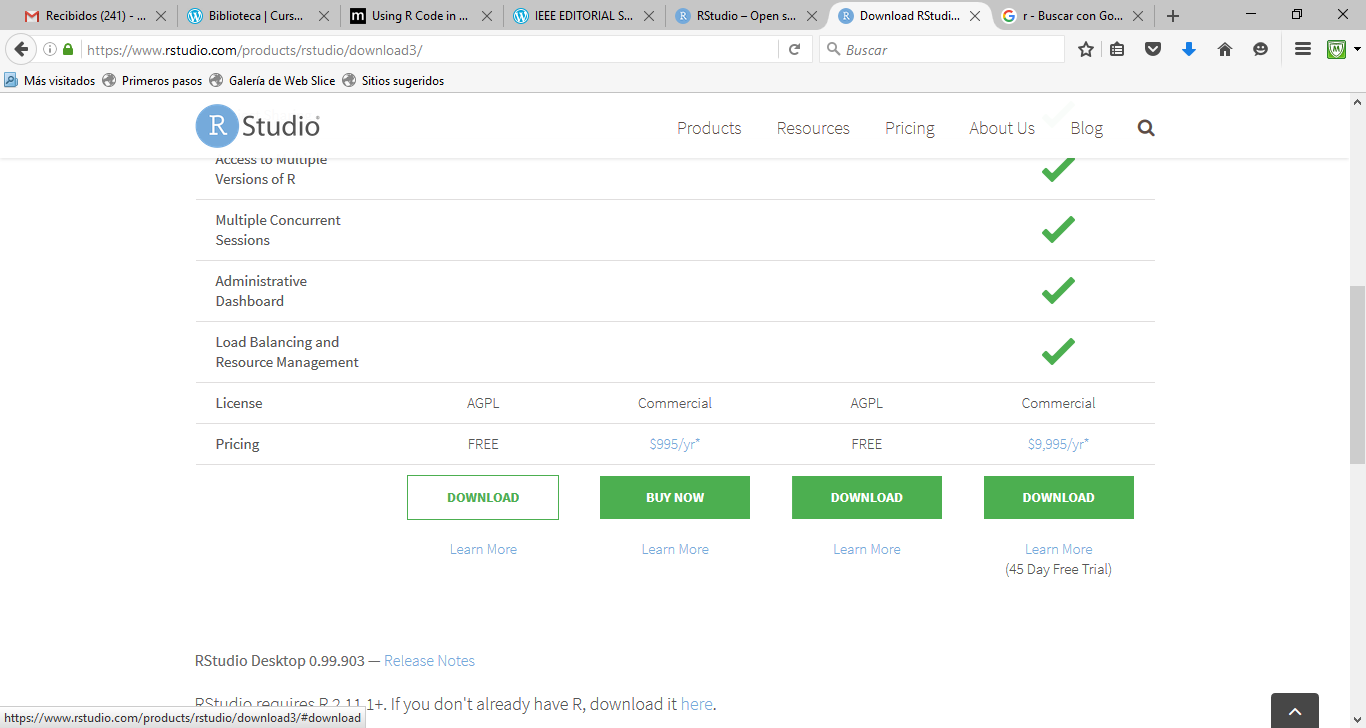 Recibidos (241) - ...
Biblioteca | Curs...
Using R Code in ...
IEEE EDITORIAL S...
RStudio – Open s...
Download RStudi...
r - Buscar con Go...
https://www.rstudio.com/products/rstudio/download3/
Buscar
Más visitados Primeros pasos Galería de Web Slice Sitios sugeridos
R Studio
Products Resources Pricing About Us Blog
Access to Multiple
Versions of R
Multiple Concurrent
Sessions
Administrative
Dashboard
Load Balancing and
Resource Management
License AGPL Commercial AGPL Commercial
Pricing FREE $995/yr* FREE $9,995/yr*
DOWNLOAD BUY NOW DOWNLOAD DOWNLOAD
Learn More Learn More Learn More Learn More
(45 Day Free Trial)
RStudio Desktop 0.99.903 — Release Notes
RStudio requires R 2.11.1+. If you don't already have R, download it here.
https://www.rstudio.com/products/rstudio/download3/#download